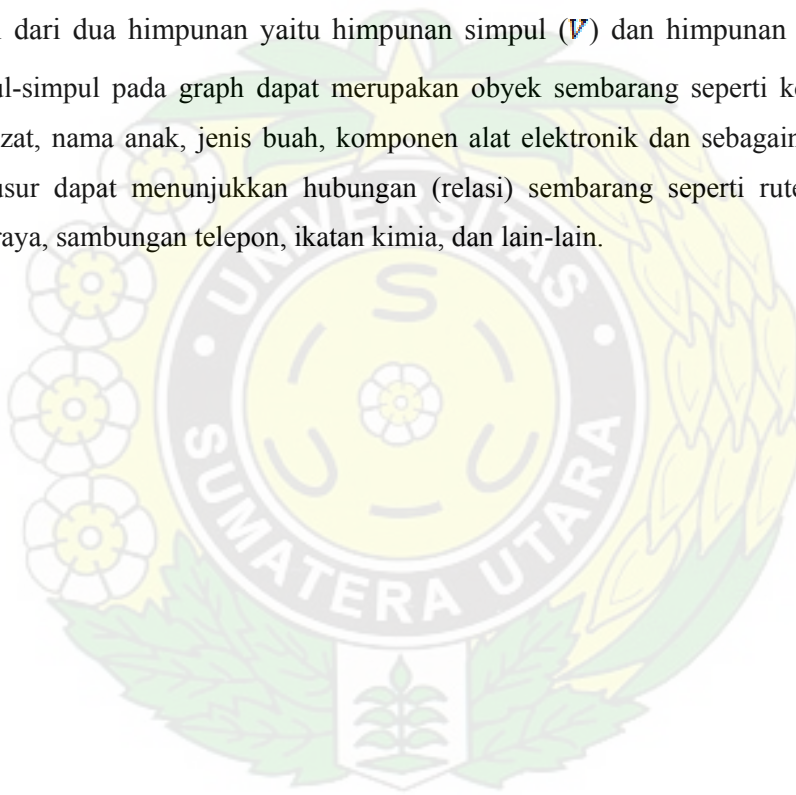 dari dua himpunan yaitu himpunan simpul (V) dan himpunan
ul-simpul pada graph dapat merupakan obyek sembarang seperti k
zat, nama anak, jenis buah, komponen alat elektronik dan sebagain
usur dapat menunjukkan hubungan (relasi) sembarang seperti rute
raya, sambungan telepon, ikatan kimia, dan lain-lain.
UNIVERSITAS
SUMATERA UTARA